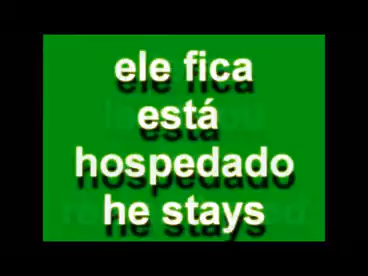 ele fica
está
hospedado
he stays